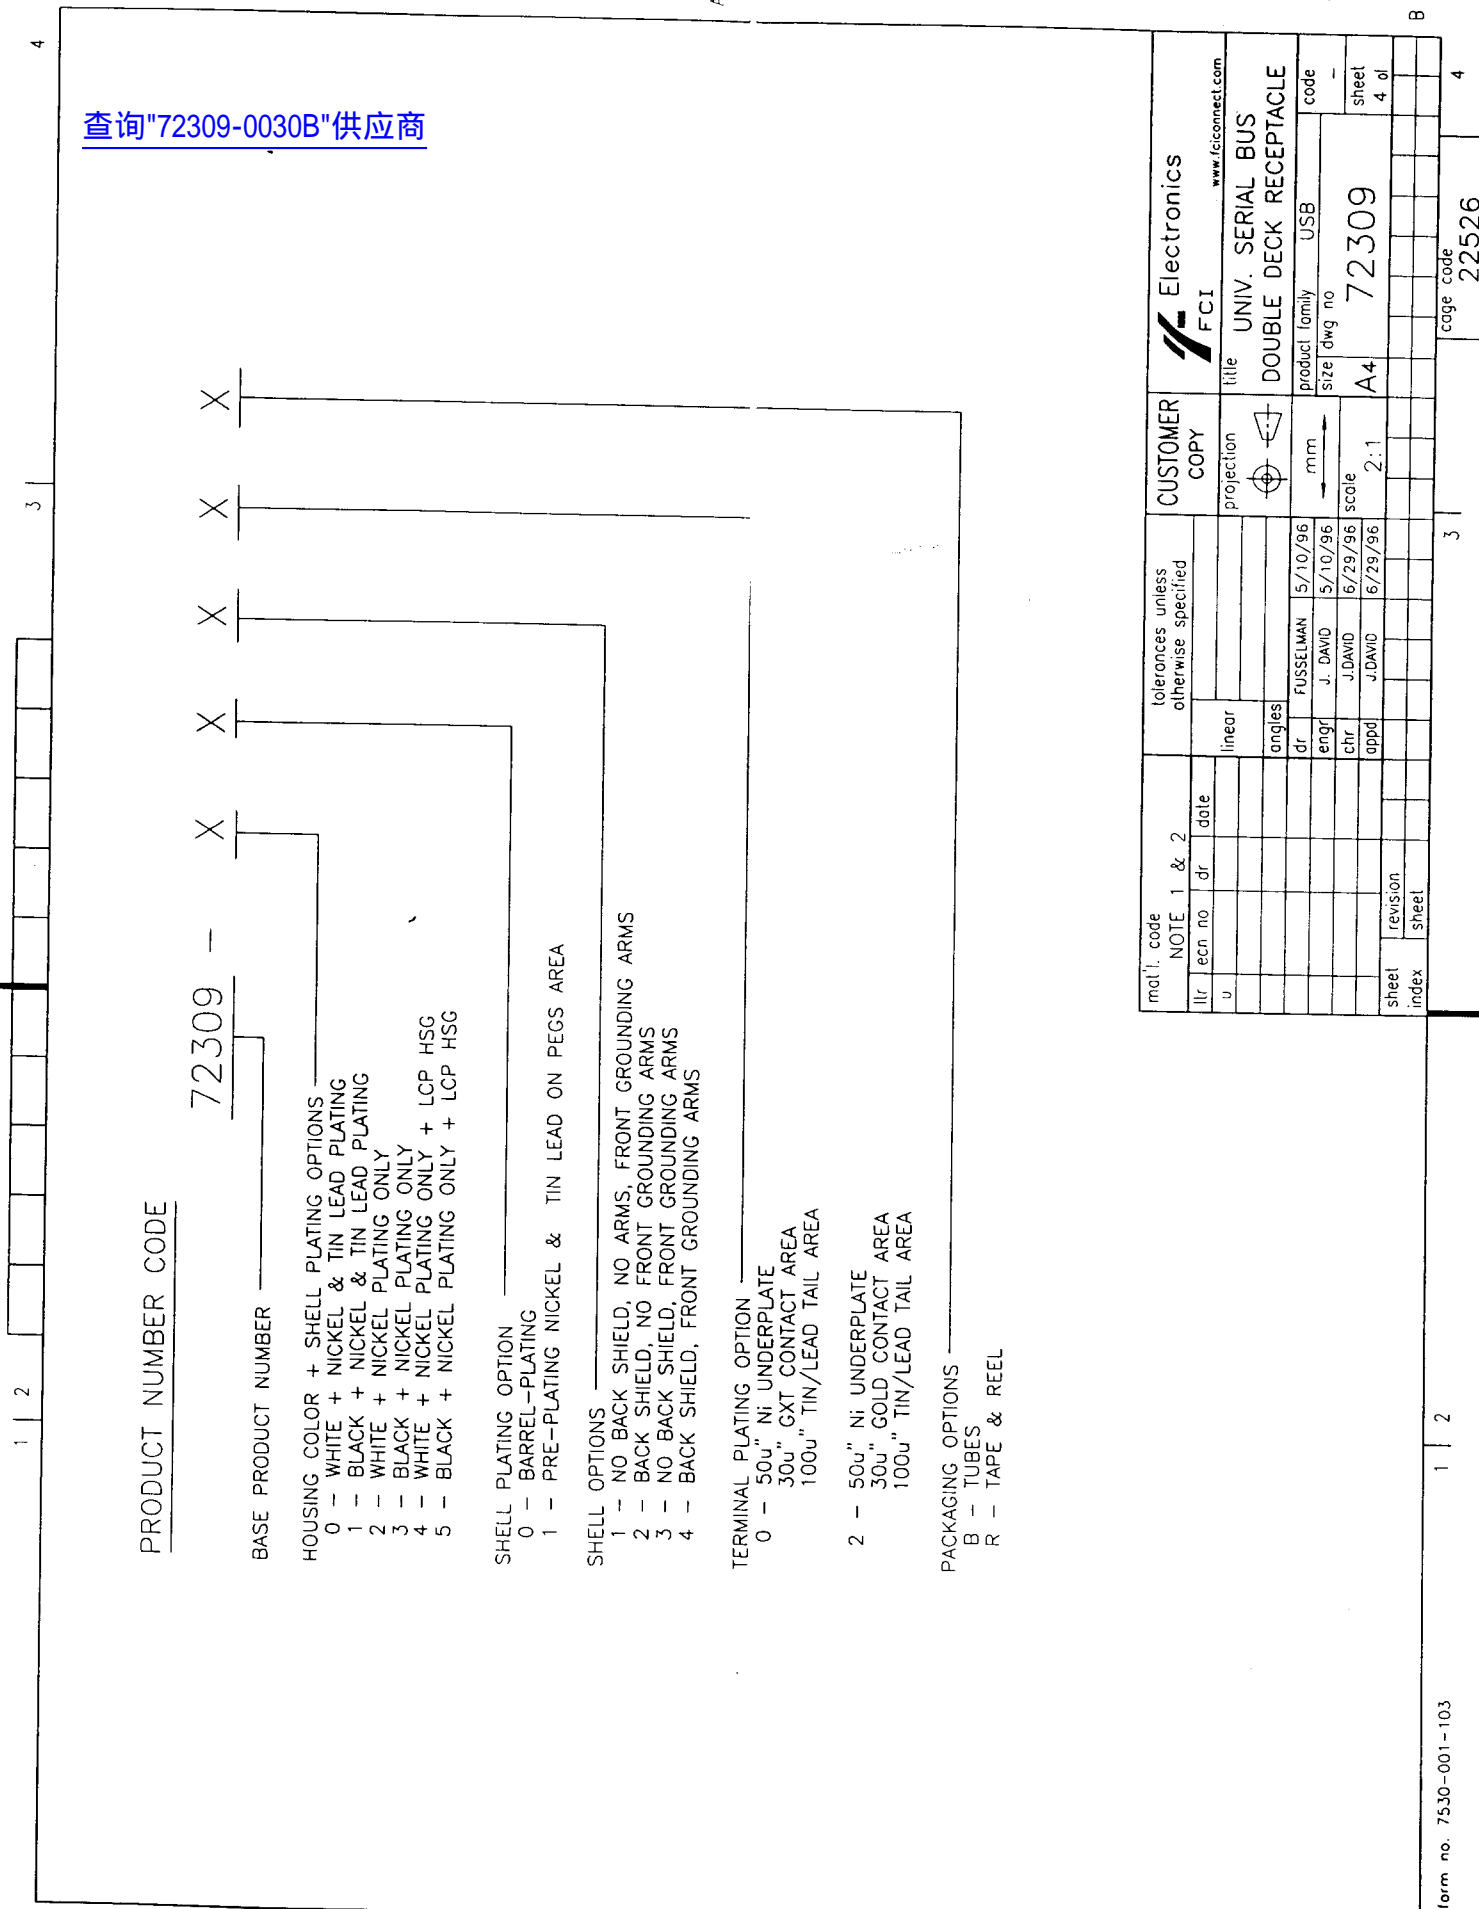 查询"72309-0030B"供应商
PRODUCT NUMBER CODE
72309 - X X X X X
BASE PRODUCT NUMBER
HOUSING COLOR + SHELL PLATING OPTIONS
0 - WHITE + NICKEL & TIN LEAD PLATING
1 - BLACK + NICKEL & TIN LEAD PLATING
2 - WHITE + NICKEL PLATING ONLY
3 - BLACK + NICKEL PLATING ONLY
4 - WHITE + NICKEL PLATING ONLY + LCP HSG
5 - BLACK + NICKEL PLATING ONLY + LCP HSG
SHELL PLATING OPTION
0 - BARREL-PLATING
1 - PRE-PLATING NICKEL & TIN LEAD ON PEGS AREA
SHELL OPTIONS
1 - NO BACK SHIELD, NO ARMS, FRONT GROUNDING ARMS
2 - BACK SHIELD, NO FRONT GROUNDING ARMS
3 - NO BACK SHIELD, FRONT GROUNDING ARMS
4 - BACK SHIELD, FRONT GROUNDING ARMS
TERMINAL PLATING OPTION
0 - 50u" Ni UNDERPLATE
30u" GXT CONTACT AREA
100u" TIN/LEAD TAIL AREA
2 - 50u" Ni UNDERPLATE
30u" GOLD CONTACT AREA
100u" TIN/LEAD TAIL AREA
PACKAGING OPTIONS
B - TUBES
R - TAPE & REEL
mat'l. code
NOTE 1 & 2
ltr ecn no dr date
U
tolerances unless
otherwise specified
linear
angles
dr FUSSELMAN 5/10/96
engr J. DAVID 5/10/96
chr J.DAVID 6/29/96
appd J.DAVID 6/29/96
CUSTOMER
COPY
projection
mm
scale
2:1
Electronics
FCI
www.fciconnect.com
title UNIV. SERIAL BUS
DOUBLE DECK RECEPTACLE
product family USB
code
-
size dwg no
A4 72309
sheet
4 of
sheet revision
index sheet
cage code
22526
1 2 3 4
1 2 3 4
B
form no. 7530-001-103